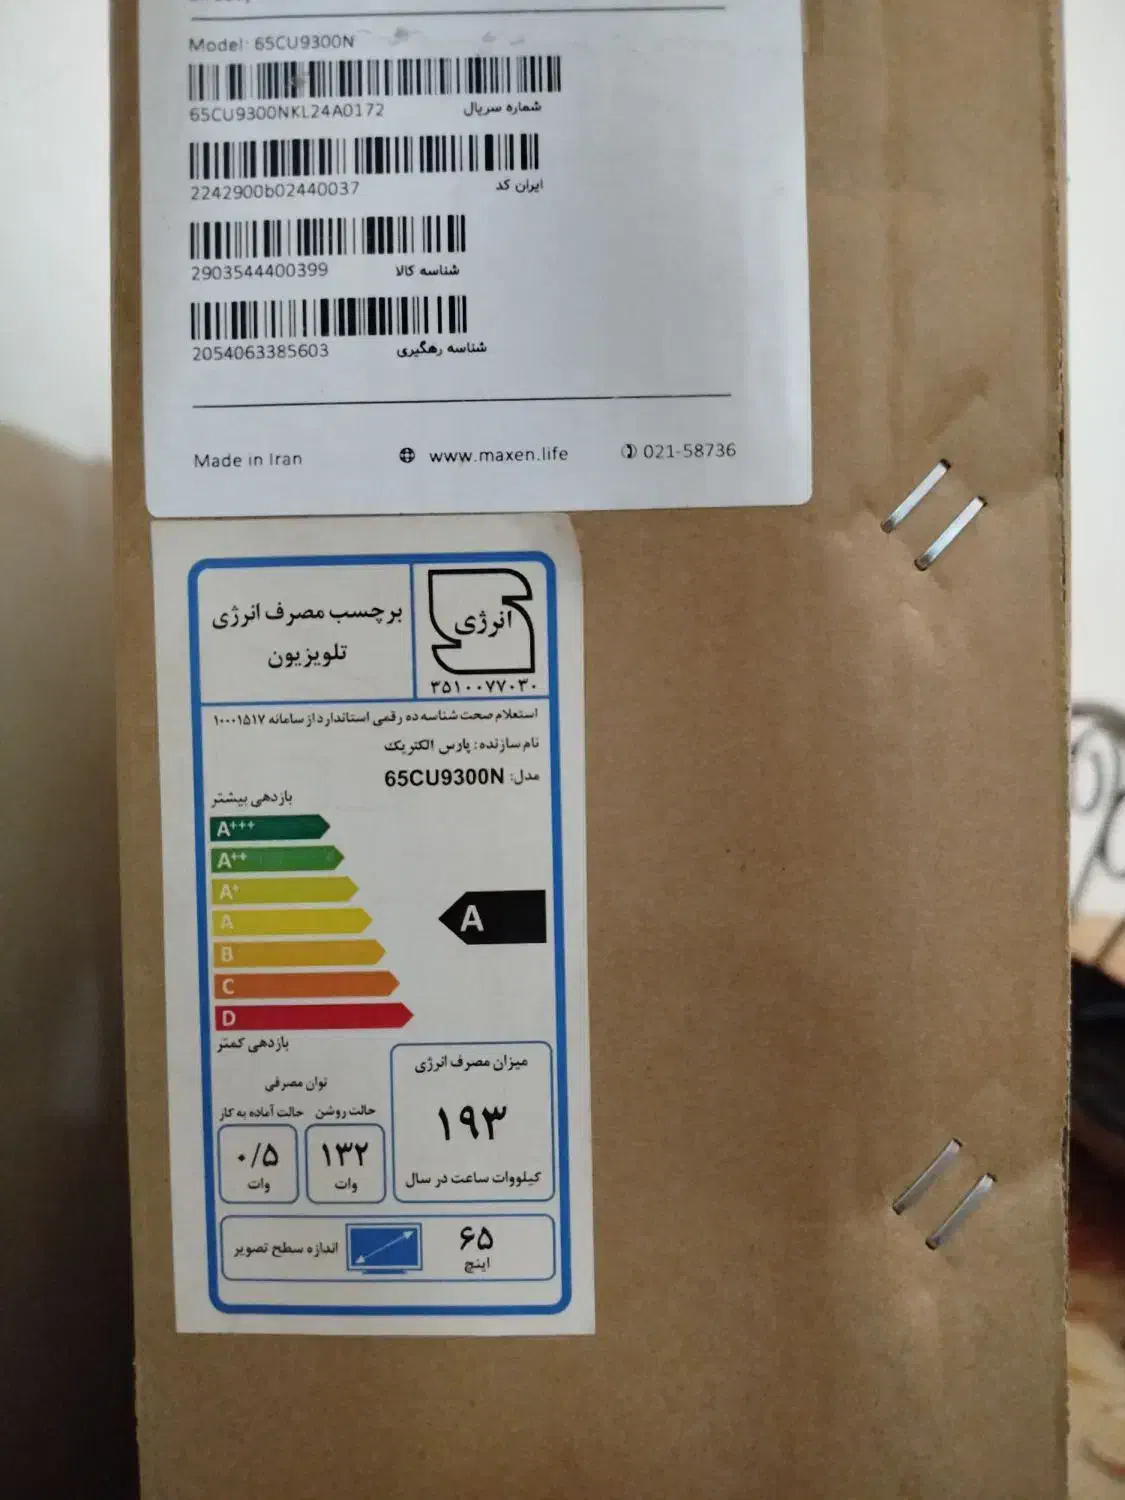 Model: 65CU9300N
65CU9300NKL24A0172 شماره سریال
2242900b02440037 ایران کد
2903544400399 شناسه کالا
2054063385603 شناسه رهگیری
Made in Iran www.maxen.life 021-58736
برچسب مصرف انرژی
تلویزیون
انرژی
۳۵۱۰۰۷۷۰۳۰
استعلام صحت شناسه ده رقمی استاندارد از سامانه ۱۰۰۰۱۵۱۷
نام سازنده: پارس الکتریک
مدل: 65CU9300N
بازدهی بیشتر
A+++
A++
A+
A
A
B
C
D
بازدهی کمتر
میزان مصرف انرژی
۱۹۳
کیلووات ساعت در سال
توان مصرفی
حالت روشن حالت آماده به کار
۱۳۲ ۰/۵
وات وات
۶۵
اینچ
اندازه سطح تصویر